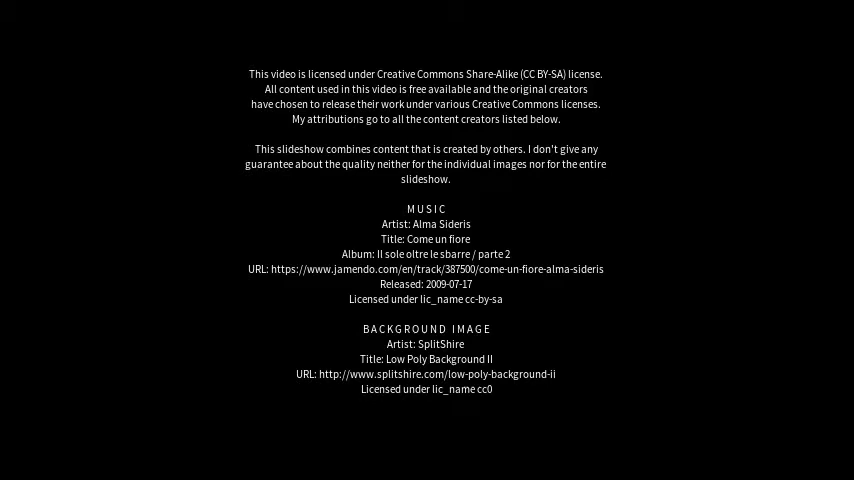 This video is licensed under Creative Commons Share-Alike (CC BY-SA) license.
All content used in this video is free available and the original creators
have chosen to release their work under various Creative Commons licenses.
My attributions go to all the content creators listed below.
This slideshow combines content that is created by others. I don't give any
guarantee about the quality neither for the individual images nor for the entire
slideshow.
MUSIC
Artist: Alma Sideris
Title: Come un fiore
Album: Il sole oltre le sbarre / parte 2
URL: https://www.jamendo.com/en/track/387500/come-un-fiore-alma-sideris
Released: 2009-07-17
Licensed under lic_name cc-by-sa
BACKGROUND IMAGE
Artist: SplitShire
Title: Low Poly Background II
URL: http://www.splitshire.com/low-poly-background-ii
Licensed under lic_name cc0